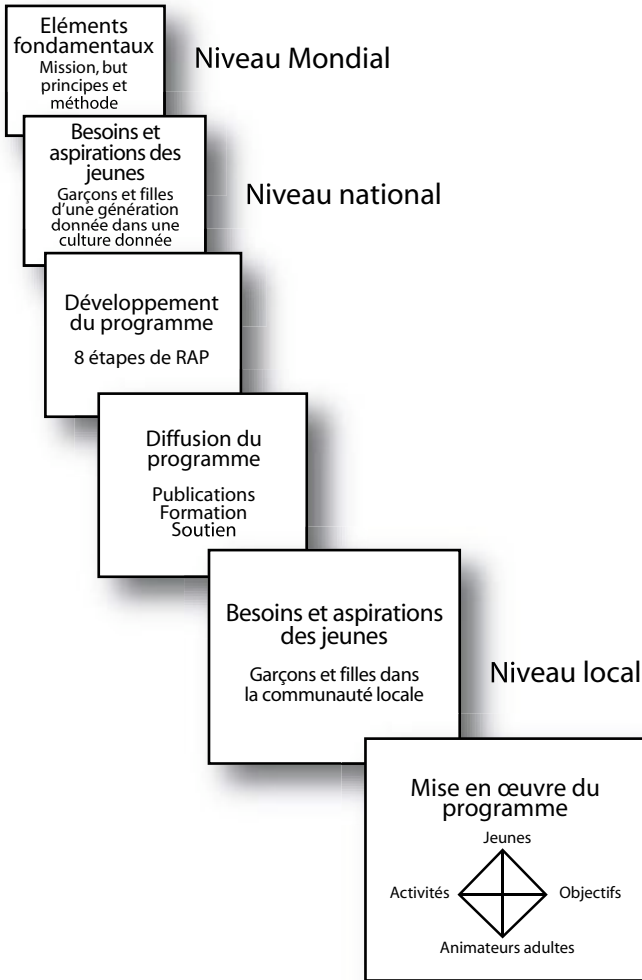 Eléments
fondamentaux
Mission, but
principes et
méthode
Niveau Mondial
Besoins et
aspirations des
jeunes
Garçons et filles
d'une génération
donnée dans une
culture donnée
Niveau national
Développement
du programme
8 étapes de RAP
Diffusion du
programme
Publications
Formation
Soutien
Besoins et aspirations
des jeunes
Garçons et filles dans
la communauté locale
Niveau local
Mise en œuvre du
programme
Jeunes
Activités
Objectifs
Animateurs adultes